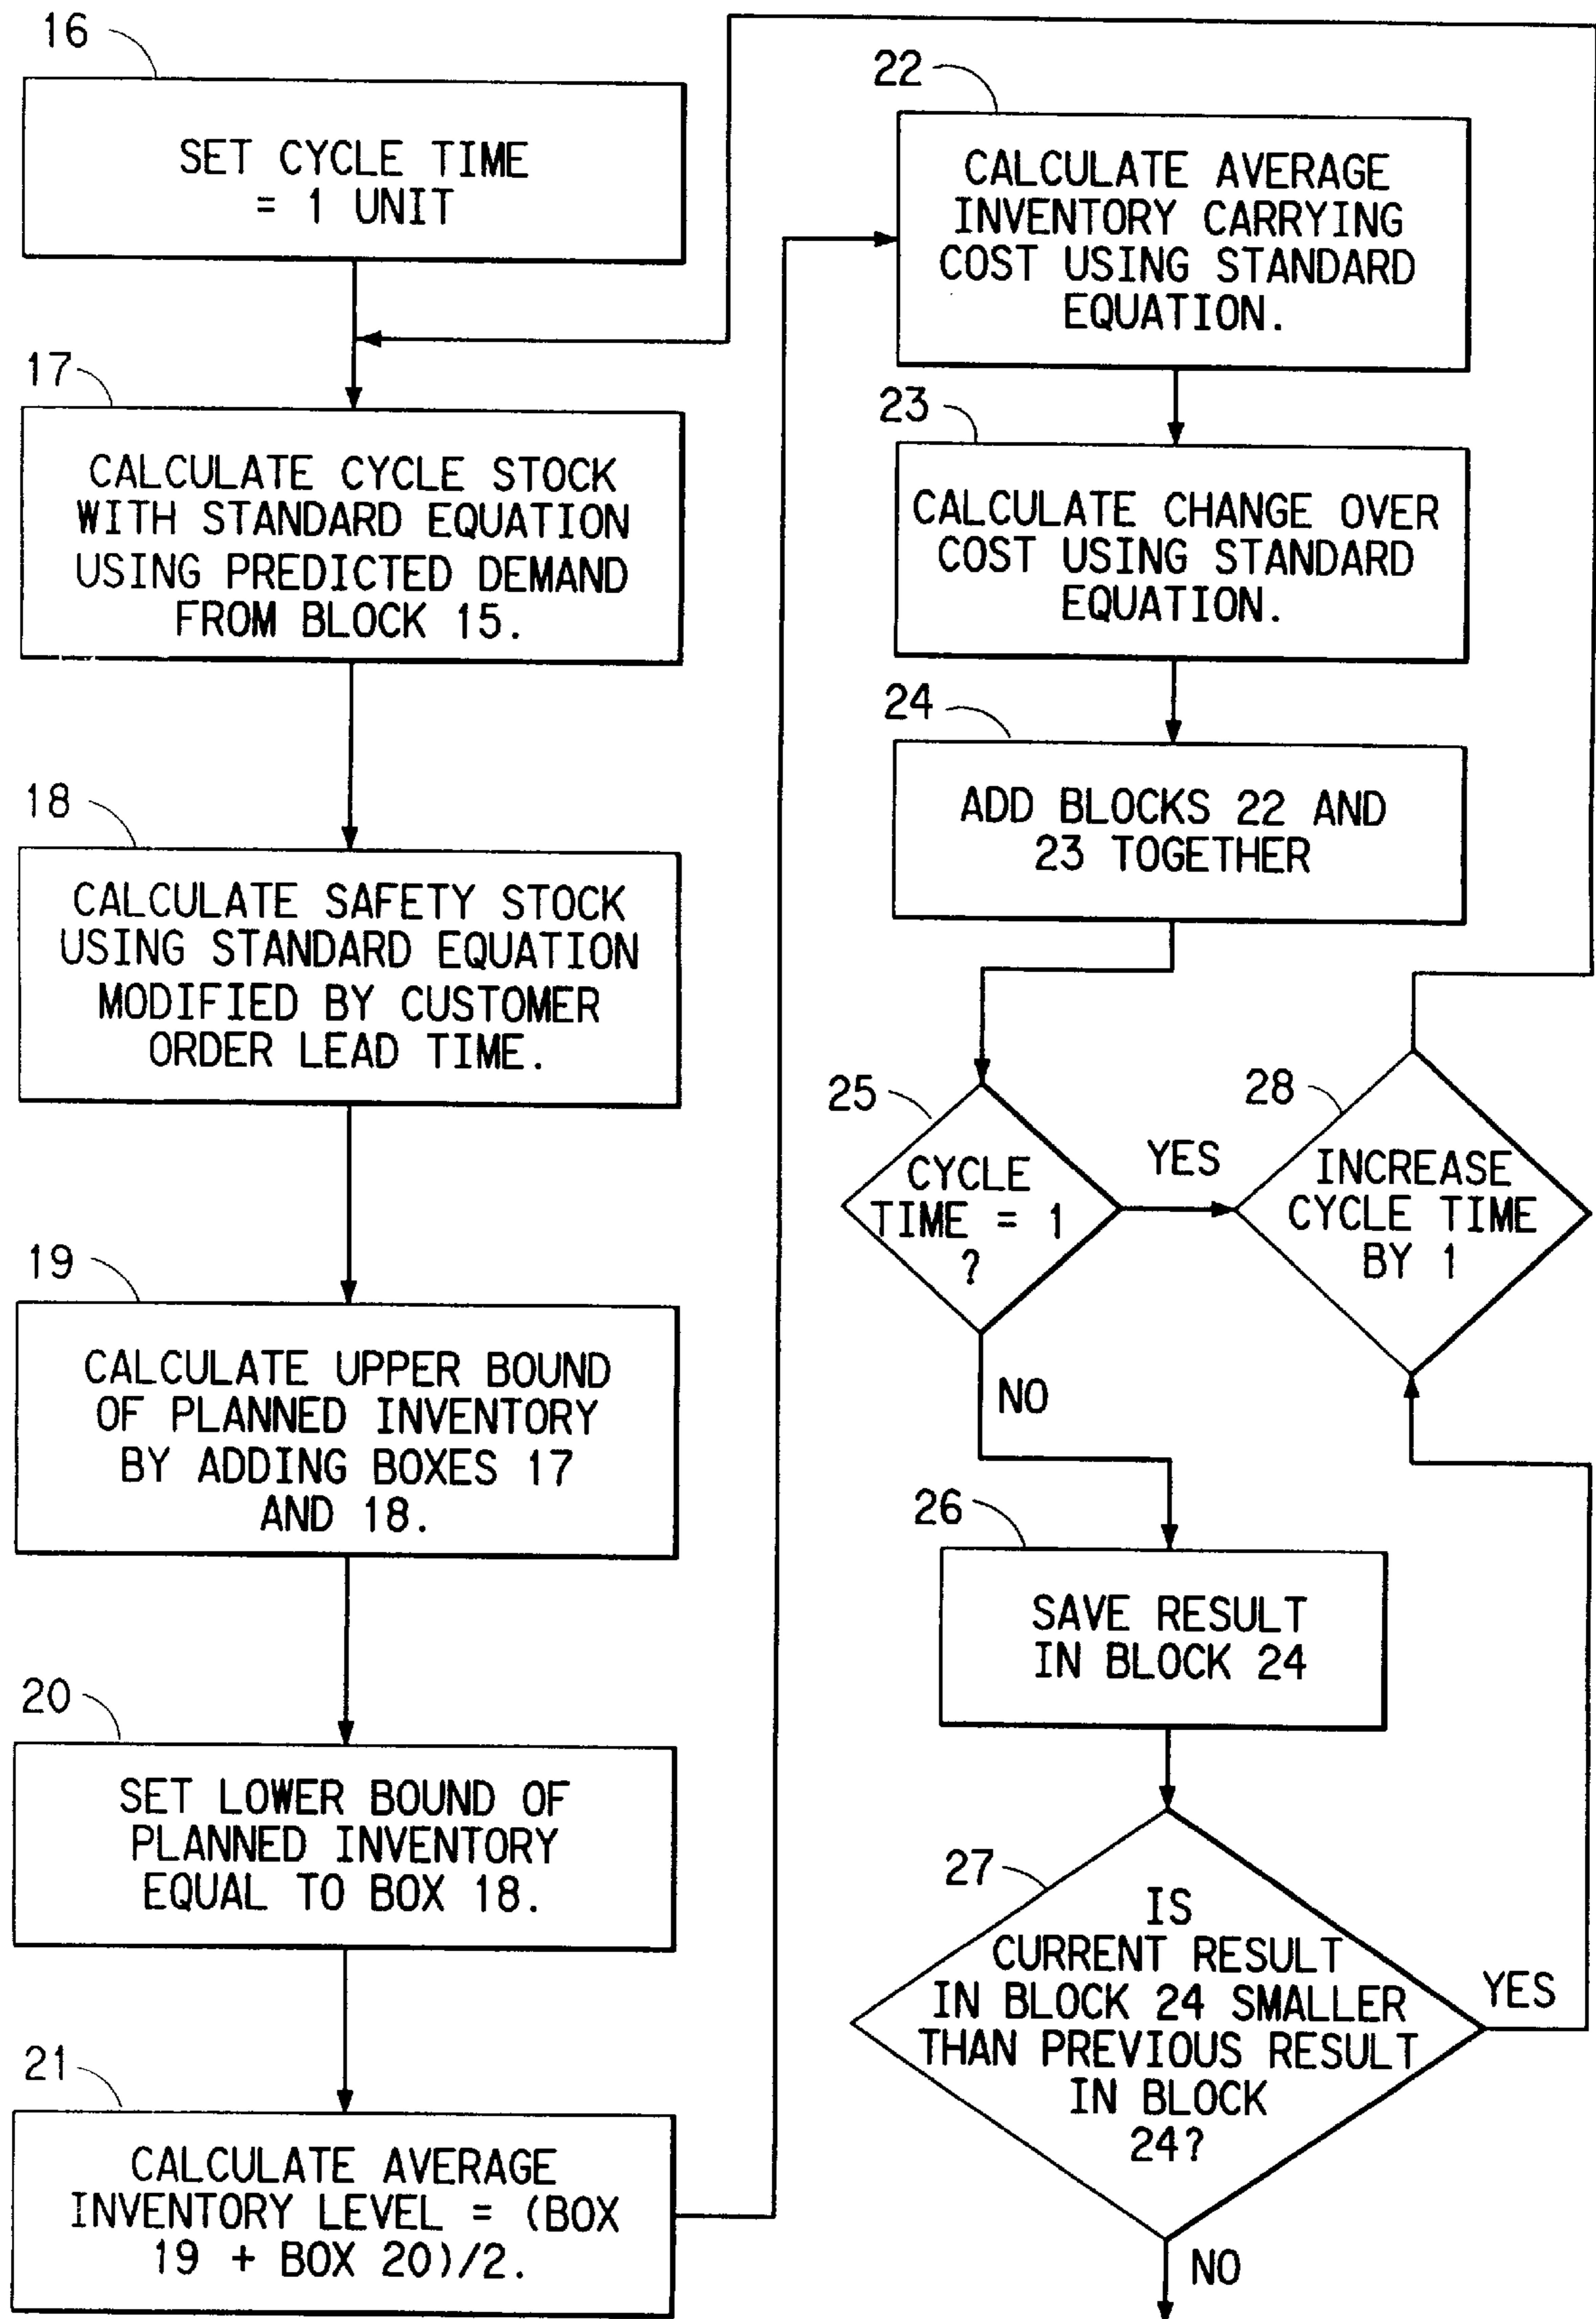 16
SET CYCLE TIME
= 1 UNIT
17
CALCULATE CYCLE STOCK
WITH STANDARD EQUATION
USING PREDICTED DEMAND
FROM BLOCK 15.
18
CALCULATE SAFETY STOCK
USING STANDARD EQUATION
MODIFIED BY CUSTOMER
ORDER LEAD TIME.
19
CALCULATE UPPER BOUND
OF PLANNED INVENTORY
BY ADDING BOXES 17
AND 18.
20
SET LOWER BOUND OF
PLANNED INVENTORY
EQUAL TO BOX 18.
21
CALCULATE AVERAGE
INVENTORY LEVEL = (BOX
19 + BOX 20)/2.
22
CALCULATE AVERAGE
INVENTORY CARRYING
COST USING STANDARD
EQUATION.
23
CALCULATE CHANGE OVER
COST USING STANDARD
EQUATION.
24
ADD BLOCKS 22 AND
23 TOGETHER
25
CYCLE
TIME = 1
?
YES
28
INCREASE
CYCLE TIME
BY 1
NO
26
SAVE RESULT
IN BLOCK 24
27
IS
CURRENT RESULT
IN BLOCK 24 SMALLER
THAN PREVIOUS RESULT
IN BLOCK
24?
YES
NO